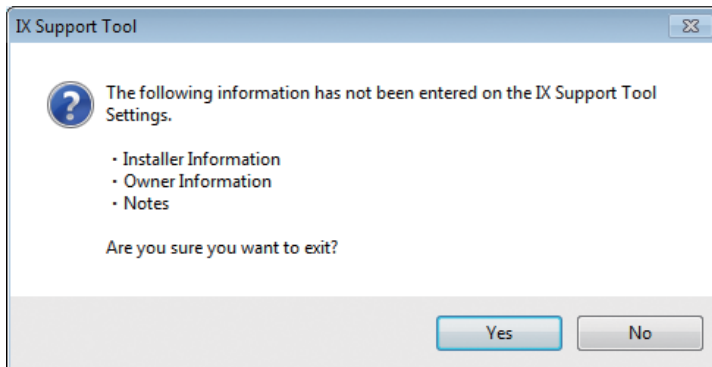 IX Support Tool
The following information has not been entered on the IX Support Tool
Settings.
・Installer Information
・Owner Information
・Notes
Are you sure you want to exit?
Yes
No